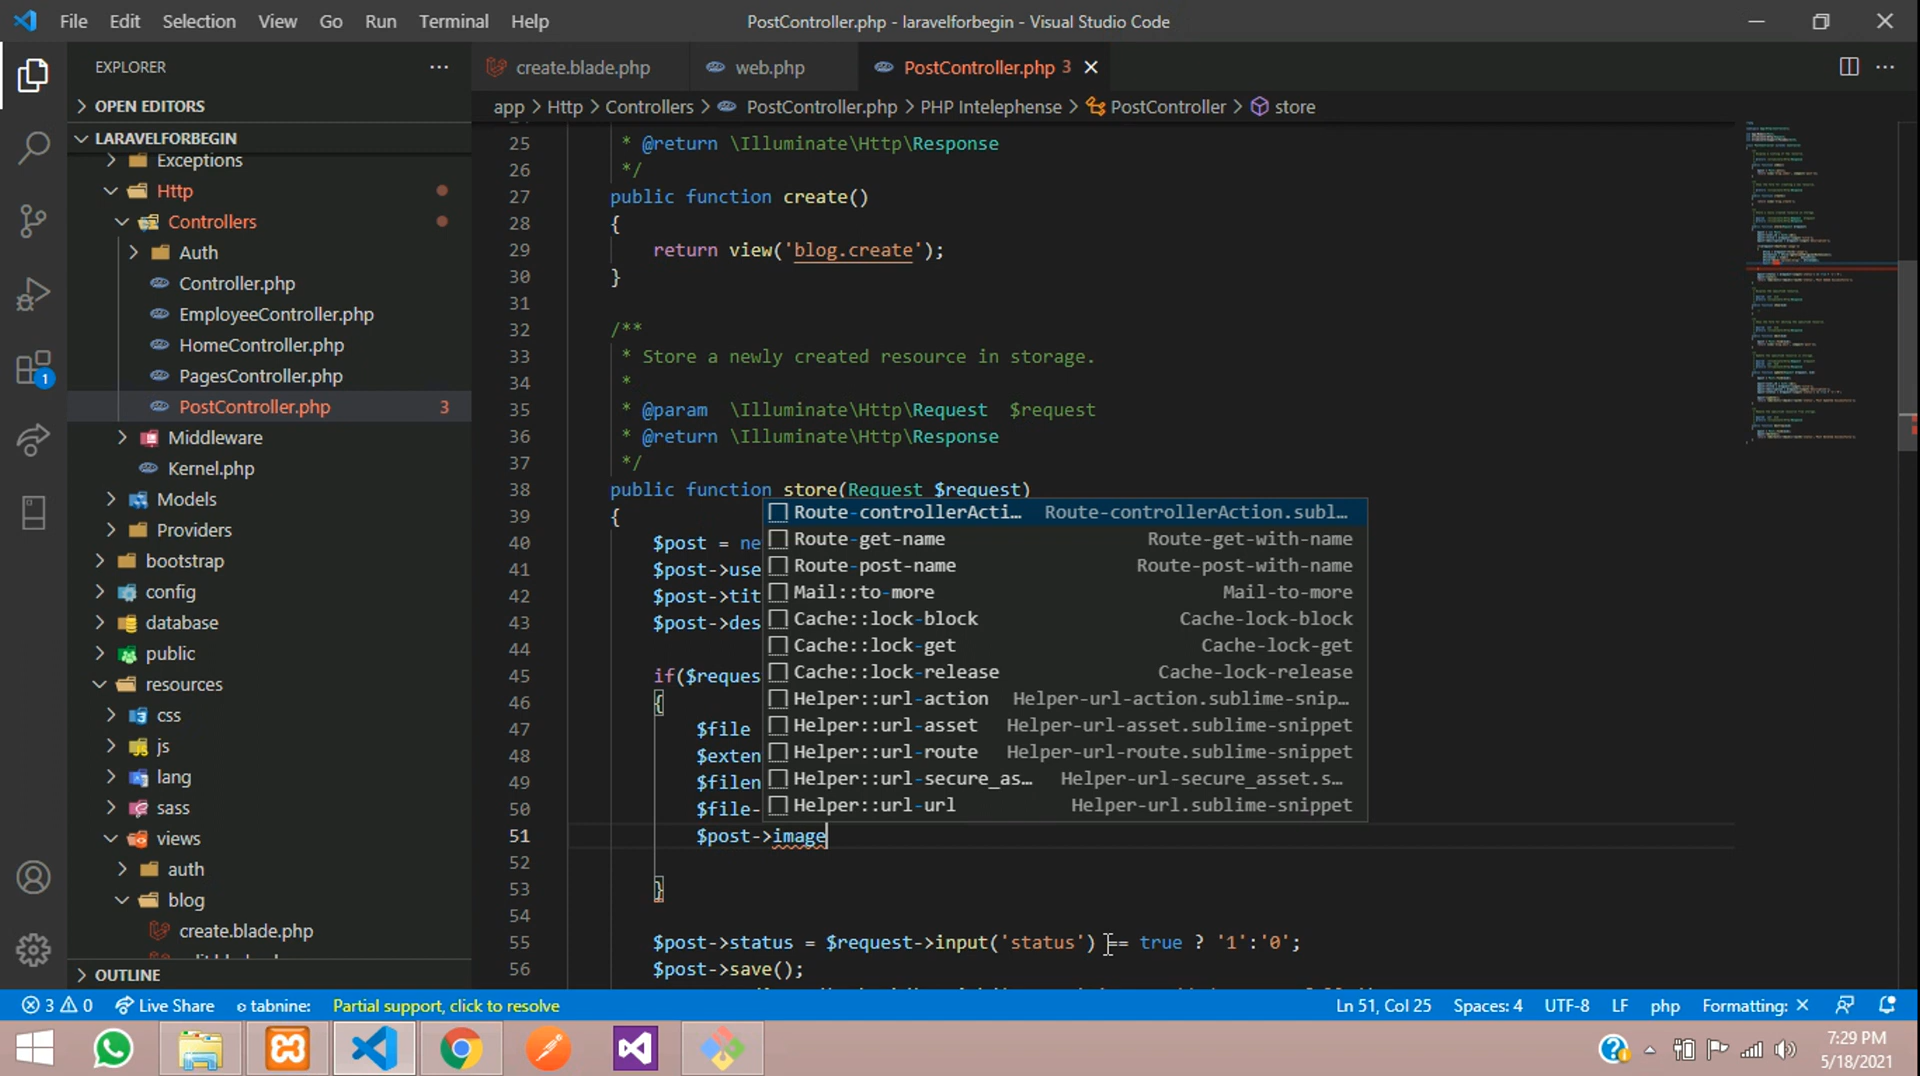 File Edit Selection View Go Run Terminal Help
PostController.php - laravelforbegin - Visual Studio Code
EXPLORER
OPEN EDITORS
LARAVELFORBEGIN
Exceptions
Http
Controllers
Auth
Controller.php
EmployeeController.php
HomeController.php
PagesController.php
PostController.php 3
Middleware
Kernel.php
Models
Providers
bootstrap
config
database
public
resources
css
js
lang
sass
views
auth
blog
create.blade.php
OUTLINE
1
create.blade.php web.php PostController.php 3
app > Http > Controllers > PostController.php > PHP Intelephense > PostController > store
25 * @return \Illuminate\Http\Response
26 */
27 public function create()
28 {
29 return view('blog.create');
30 }
31
32 /**
33 * Store a newly created resource in storage.
34 *
35 * @param \Illuminate\Http\Request $request
36 * @return \Illuminate\Http\Response
37 */
38 public function store(Request $request)
39 {
40 $post = ne
41 $post->use
42 $post->tit
43 $post->des
44
45 if($reques
46 {
47 $file
48 $exten
49 $filen
50 $file-
51 $post->image
52
53 }
54
55 $post->status = $request->input('status') == true ? '1':'0';
56 $post->save();
Route-controllerActi… Route-controllerAction.subl…
Route-get-name Route-get-with-name
Route-post-name Route-post-with-name
Mail::to-more Mail-to-more
Cache::lock-block Cache-lock-block
Cache::lock-get Cache-lock-get
Cache::lock-release Cache-lock-release
Helper::url-action Helper-url-action.sublime-snip…
Helper::url-asset Helper-url-asset.sublime-snippet
Helper::url-route Helper-url-route.sublime-snippet
Helper::url-secure_as… Helper-url-secure_asset.s…
Helper::url-url Helper-url.sublime-snippet
3 0 Live Share tabnine: Partial support, click to resolve Ln 51, Col 25 Spaces: 4 UTF-8 LF php Formatting: ×
7:29 PM
5/18/2021